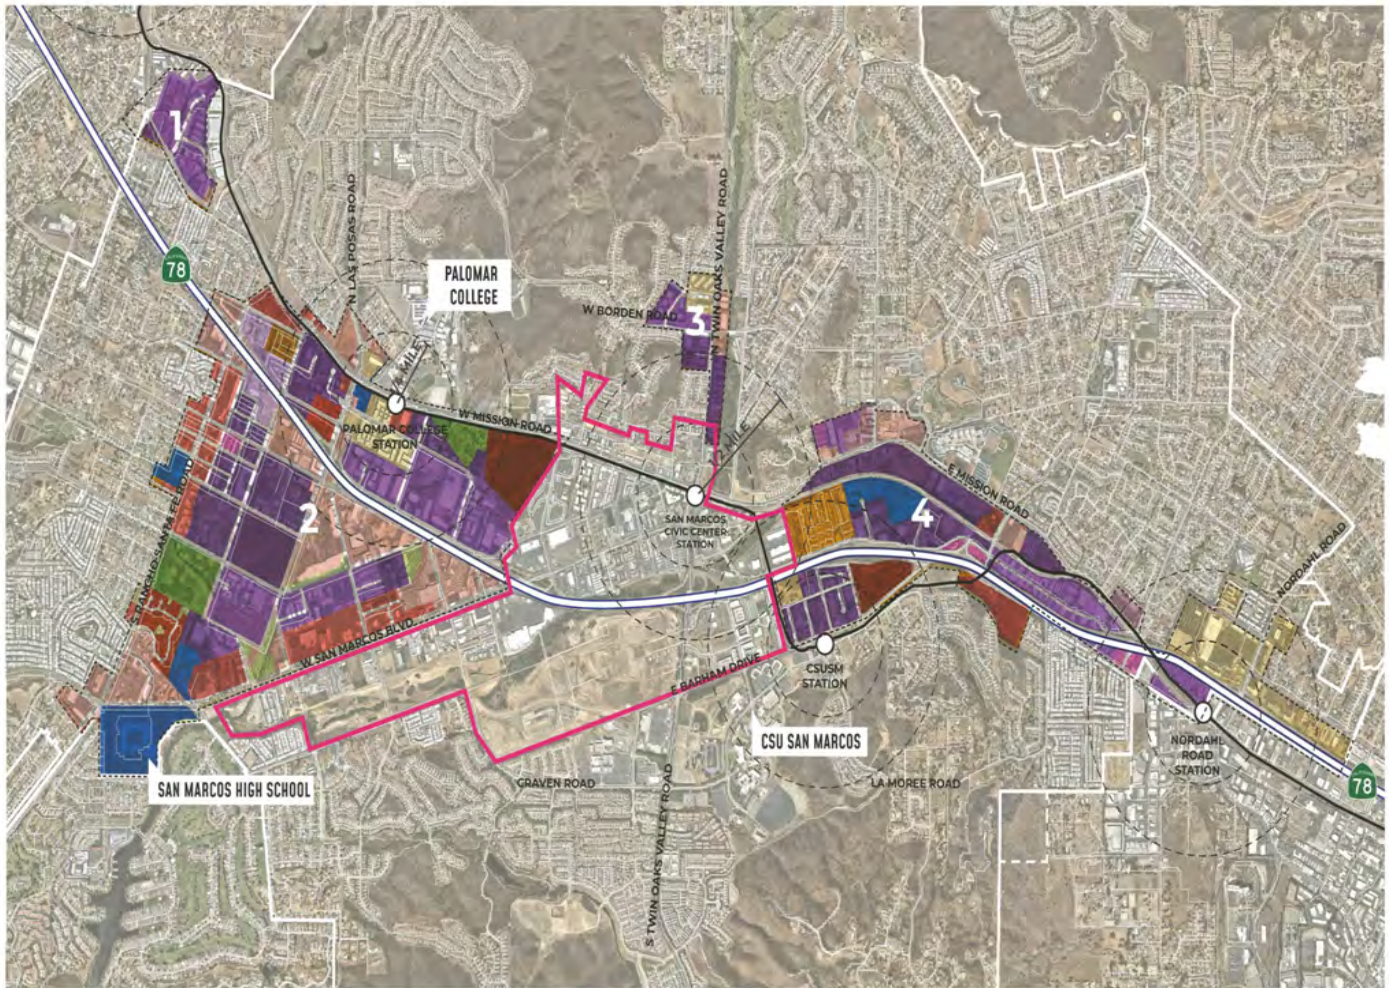 1
78
N LAS POSAS ROAD
PALOMAR
COLLEGE
W BORDEN ROAD
3
N TWIN OAKS VALLEY ROAD
MILE
W MISSION ROAD
PALOMAR COLLEGE
STATION
MILE
S RANCHO SANTA FE ROAD
2
SAN MARCOS
CIVIC CENTER
STATION
4
E MISSION ROAD
NORDAHL ROAD
W SAN MARCOS BLVD.
E BARHAM DRIVE
CSUSM
STATION
CSU SAN MARCOS
NORDAHL
ROAD
STATION
SAN MARCOS HIGH SCHOOL
CRAVEN ROAD
LA MOREE ROAD
78
S TWIN OAKS VALLEY ROAD